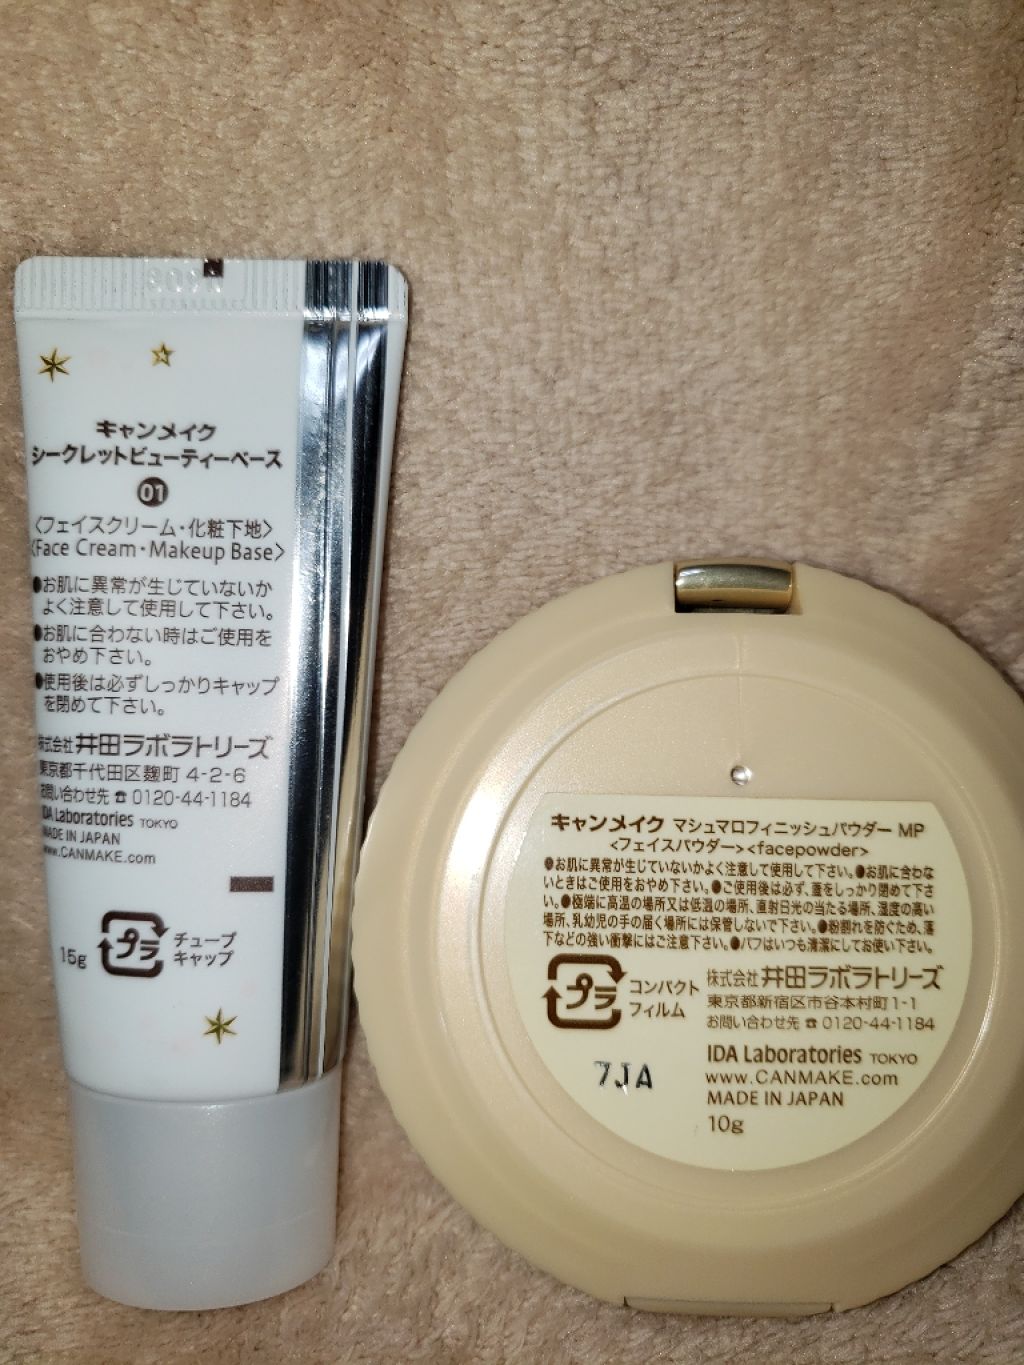 キャンメイク
シークレットビューティーベース
01
〈フェイスクリーム・化粧下地〉
〈Face Cream・Makeup Base〉
●お肌に異常が生じていないか
よく注意して使用して下さい。
●お肌に合わない時はご使用を
おやめ下さい。
●使用後は必ずしっかりキャップ
を閉めて下さい。
株式会社 井田ラボラトリーズ
東京都千代田区麹町 4-2-6
お問い合わせ先 ☎ 0120-44-1184
IDA Laboratories TOKYO
MADE IN JAPAN
www.CANMAKE.com
15g
プラ
チューブ
キャップ
キャンメイク マシュマロフィニッシュパウダー MP
<フェイスパウダー><facepowder>
●お肌に異常が生じていないかよく注意して使用して下さい。●お肌に合わな
いときはご使用をおやめ下さい。●ご使用後は必ず、蓋をしっかり閉めて下さ
い。●極端に高温の場所又は低温の場所、直射日光の当たる場所、湿度の高い
場所、乳幼児の手の届く場所には保管しないで下さい。●粉割れを防ぐため、落
下などの強い衝撃にはご注意下さい。●パフはいつも清潔にしてお使い下さい。
プラ
コンパクト
フィルム
株式会社 井田ラボラトリーズ
東京都新宿区市谷本村町 1-1
お問い合わせ先 ☎ 0120-44-1184
7JA
IDA Laboratories TOKYO
www.CANMAKE.com
MADE IN JAPAN
10g